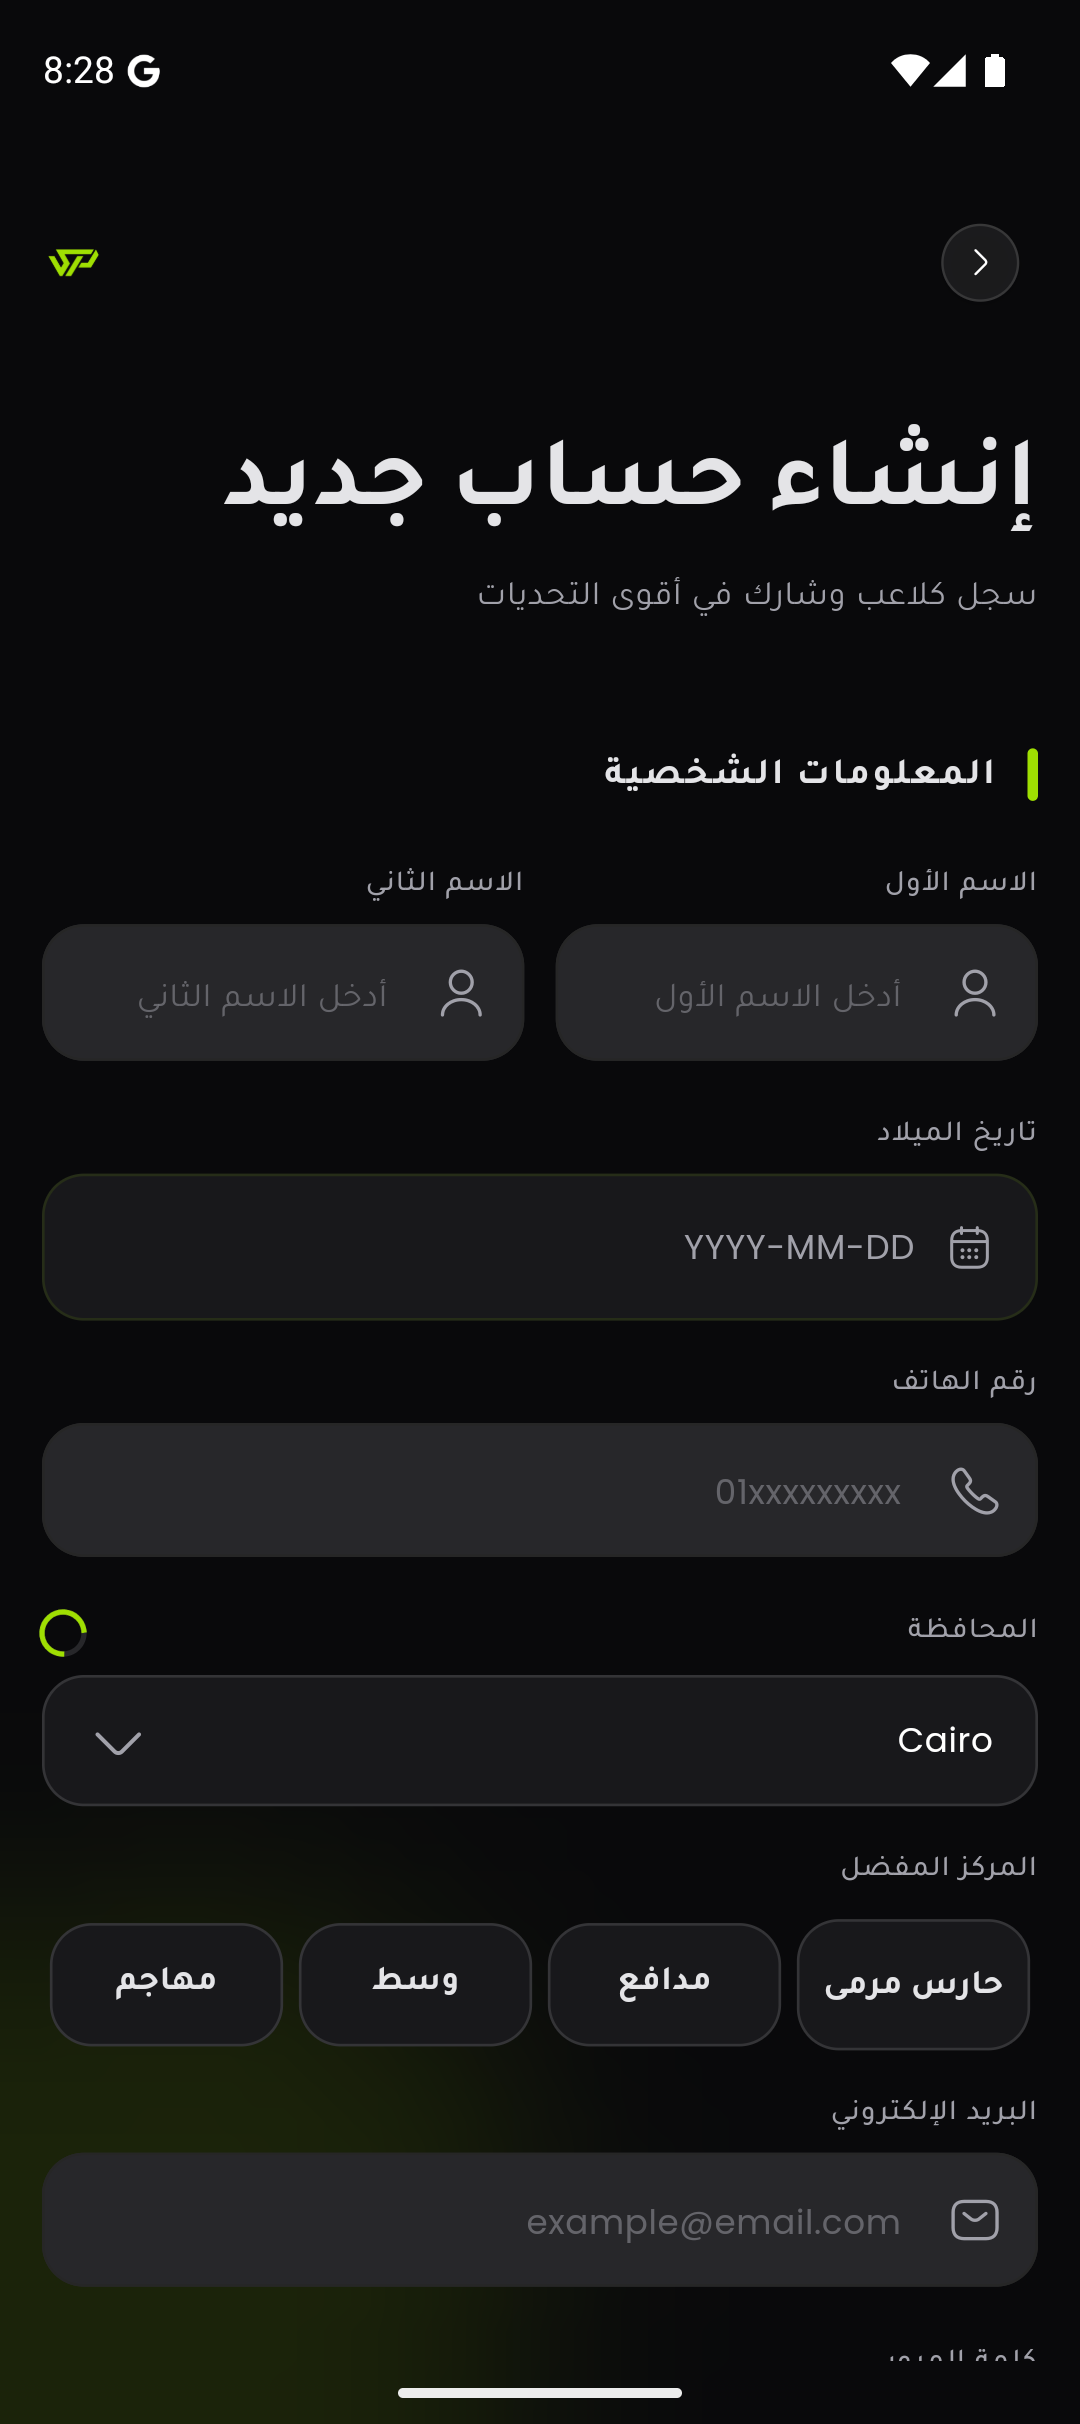 8:28
إنشاء حساب جديد
سجل كلاعب وشارك في أقوى التحديات
المعلومات الشخصية
الاسم الأول
الاسم الثاني
أدخل الاسم الأول
أدخل الاسم الثاني
تاريخ الميلاد
YYYY-MM-DD
رقم الهاتف
01xxxxxxxxx
المحافظة
Cairo
المركز المفضل
حارس مرمى
مدافع
وسط
مهاجم
البريد الإلكتروني
example@email.com